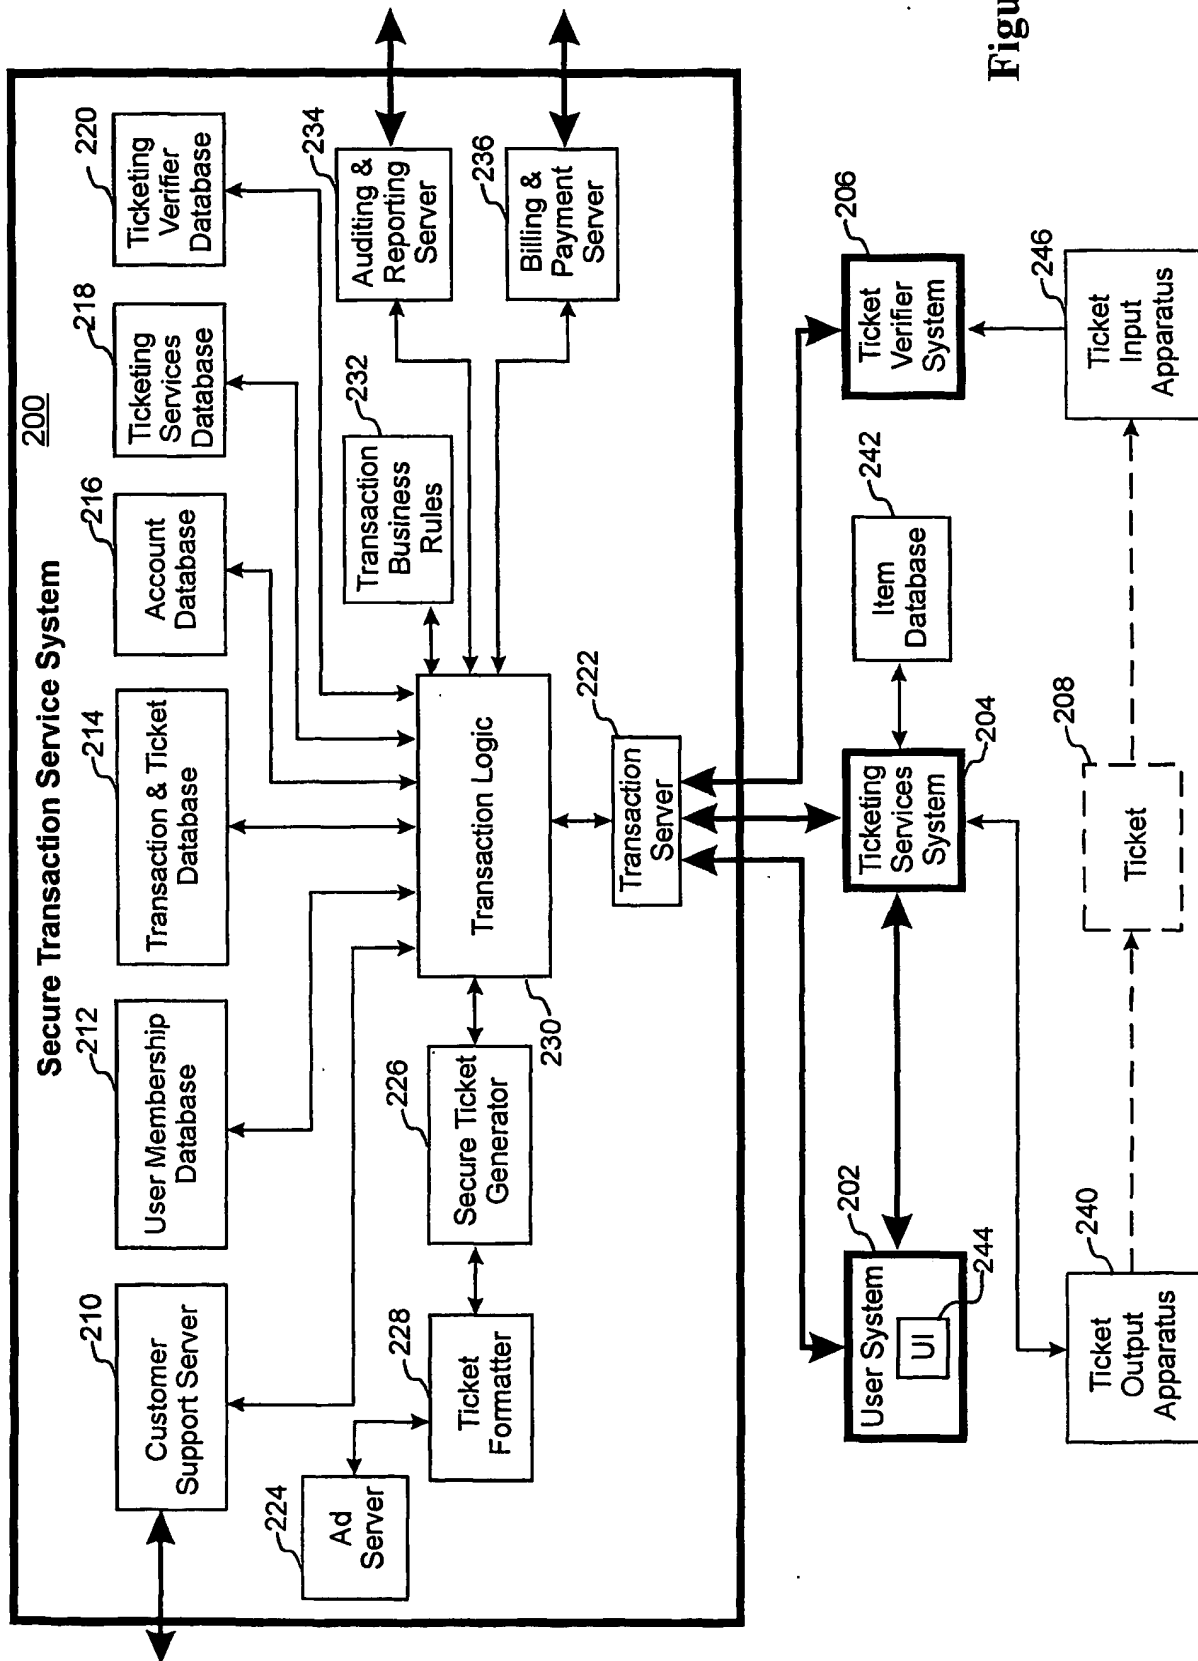 Secure Transaction Service System
200
210
Customer
Support Server
212
User Membership
Database
214
Transaction & Ticket
Database
216
Account
Database
218
Ticketing
Services
Database
220
Ticketing
Verifier
Database
224
Ad
Server
228
Ticket
Formatter
226
Secure Ticket
Generator
230
Transaction Logic
232
Transaction
Business
Rules
234
Auditing &
Reporting
Server
236
Billing &
Payment
Server
222
Transaction
Server
202
User System
UI
244
204
Ticketing
Services
System
242
Item
Database
206
Ticket
Verifier
System
240
Ticket
Output
Apparatus
208
Ticket
246
Ticket
Input
Apparatus
Figu